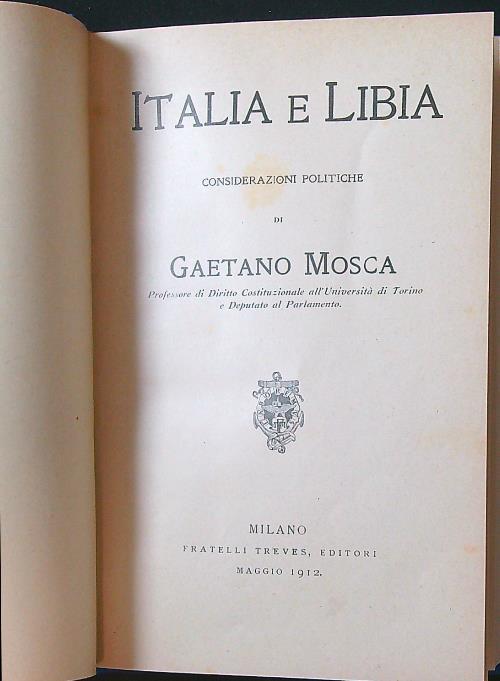 ITALIA E LIBIA
CONSIDERAZIONI POLITICHE
DI
GAETANO MOSCA
Professore di Diritto Costituzionale all'Università di Torino
e Deputato al Parlamento.
MILANO
FRATELLI TREVES, EDITORI
MAGGIO 1912.